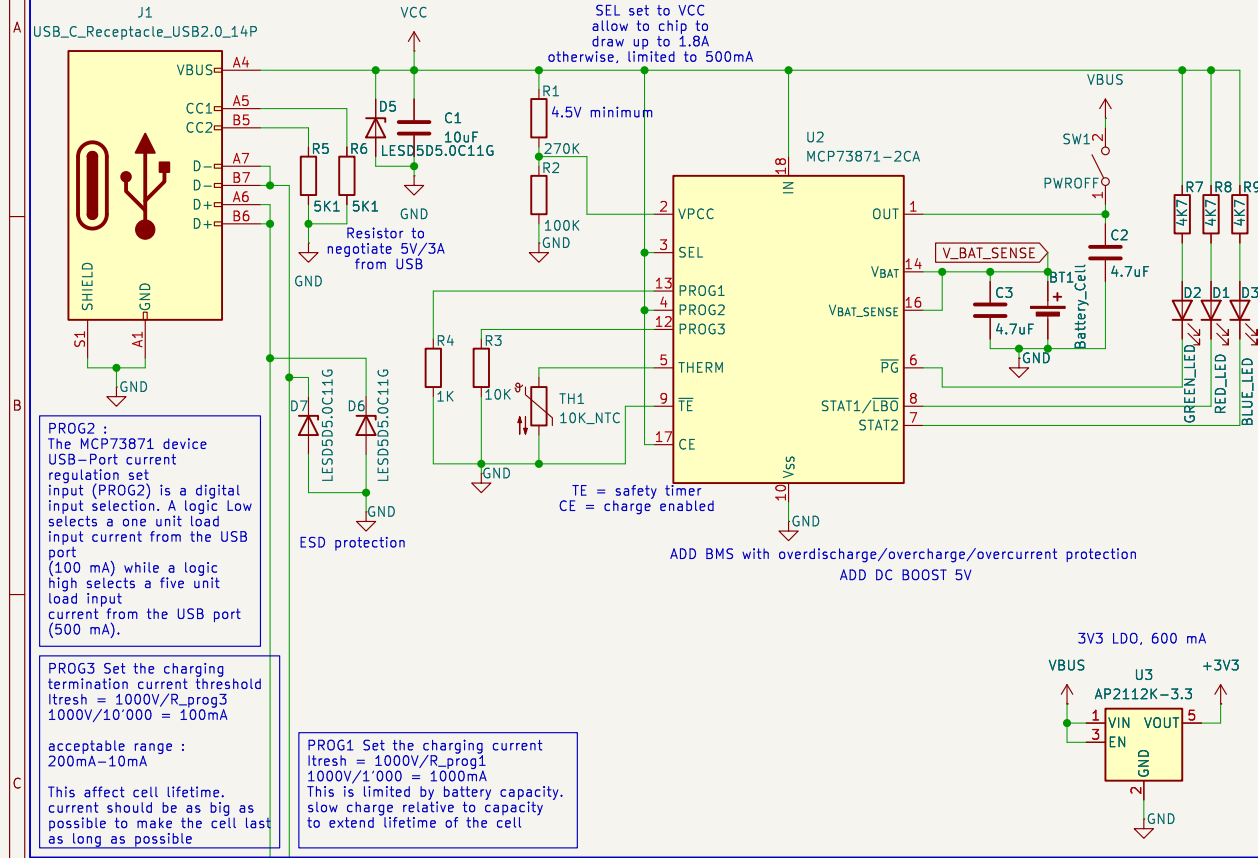 A
J1
USB_C_Receptacle_USB2.0_14P
VBUS
A4
CC1
A5
CC2
B5
D-
A7
D-
B7
D+
A6
D+
B6
SHIELD
GND
S1
A1
GND
VCC
D5
LESD5D5.0C11G
C1
10uF
GND
R5
5K1
R6
5K1
GND
Resistor to
negotiate 5V/3A
from USB
SEL set to VCC
allow to chip to
draw up to 1.8A
otherwise, limited to 500mA
R1
270K
4.5V minimum
R2
100K
GND
U2
MCP73871-2CA
18
IN
2
VPCC
3
SEL
13
PROG1
4
PROG2
12
PROG3
5
THERM
9
TE
17
CE
OUT
1
VBAT
14
VBAT_SENSE
16
PG
6
STAT1/LBO
8
STAT2
7
Vss
10
GND
VBUS
SW1
2
PWROFF
1
C2
4.7uF
V_BAT_SENSE
C3
4.7uF
BT1
+
Battery_Cell
GND
R7
4K7
R8
4K7
R9
4K7
D2
GREEN_LED
D1
RED_LED
D3
BLUE_LED
R4
1K
R3
10K
TH1
10K_NTC
GND
B
D7
LESD5D5.0C11G
D6
LESD5D5.0C11G
GND
ESD protection
TE = safety timer
CE = charge enabled
ADD BMS with overdischarge/overcharge/overcurrent protection
ADD DC BOOST 5V
PROG2 :
The MCP73871 device
USB-Port current
regulation set
input (PROG2) is a digital
input selection. A logic Low
selects a one unit load
input current from the USB
port
(100 mA) while a logic
high selects a five unit
load input
current from the USB port
(500 mA).
C
PROG3 Set the charging
termination current threshold
Itresh = 1000V/R_prog3
1000V/10'000 = 100mA
acceptable range :
200mA-10mA
This affect cell lifetime.
current should be as big as
possible to make the cell last
as long as possible
PROG1 Set the charging current
Itresh = 1000V/R_prog1
1000V/1'000 = 1000mA
This is limited by battery capacity.
slow charge relative to capacity
to extend lifetime of the cell
3V3 LDO, 600 mA
VBUS
U3
AP2112K-3.3
+3V3
1
VIN
VOUT
5
3
EN
GND
2
GND